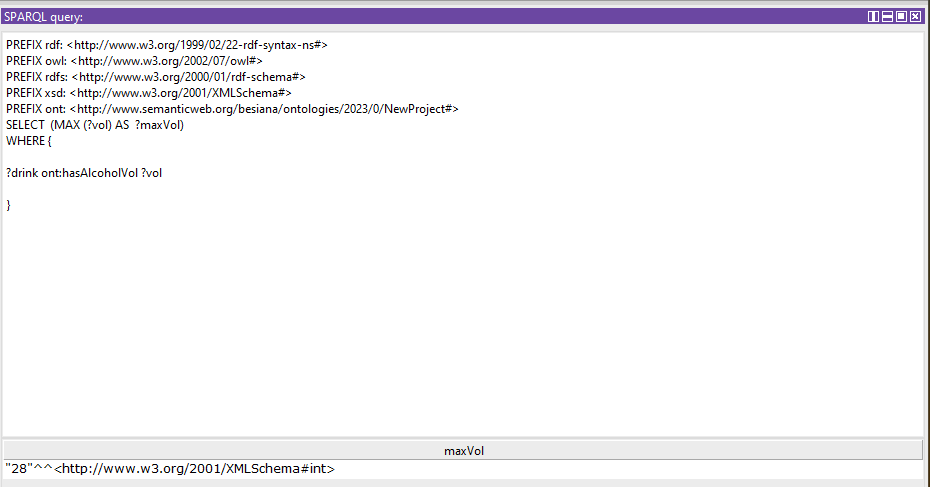 SPARQL query:
PREFIX rdf: <http://www.w3.org/1999/02/22-rdf-syntax-ns#>
PREFIX owl: <http://www.w3.org/2002/07/owl#>
PREFIX rdfs: <http://www.w3.org/2000/01/rdf-schema#>
PREFIX xsd: <http://www.w3.org/2001/XMLSchema#>
PREFIX ont: <http://www.semanticweb.org/besiana/ontologies/2023/0/NewProject#>
SELECT (MAX (?vol) AS ?maxVol)
WHERE {
?drink ont:hasAlcoholVol ?vol
}
maxVol
"28"^^<http://www.w3.org/2001/XMLSchema#int>